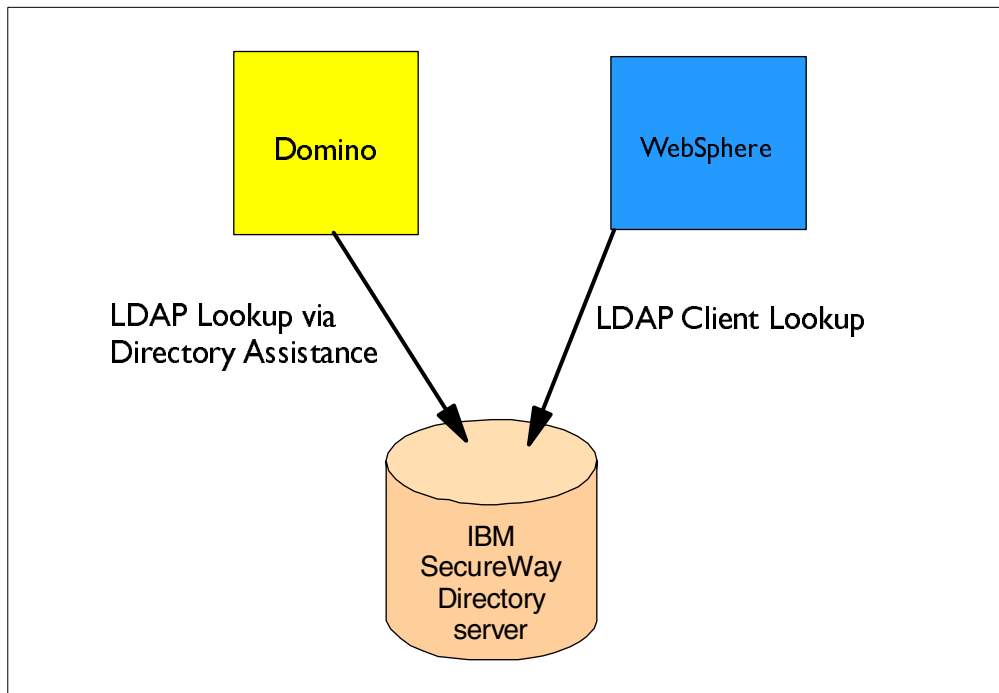 Domino
WebSphere
LDAP Lookup via
Directory Assistance
LDAP Client Lookup
IBM
SecureWay
Directory
server